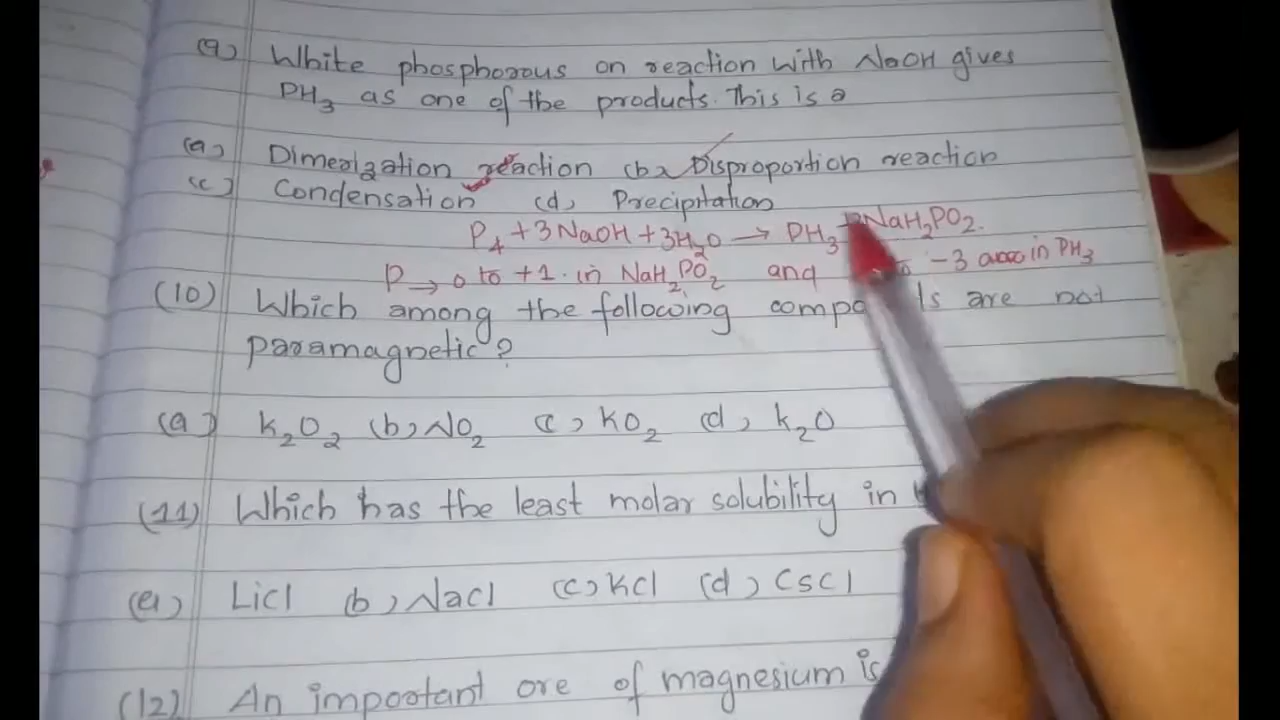 (9) White phosphorous on reaction with NaOH gives
PH3 as one of the products. This is a
(a) Dimerization reaction (b) Disproportion reaction
(c) Condensation (d) Precipitation
P4 + 3NaOH + 3H2O → PH3 + NaH2PO2.
P → 0 to +1 in NaH2PO2 and to -3 in PH3
(10) Which among the following are not
paramagnetic?
(a) K2O2 (b) NO2 (c) KO2 (d) K2O
(11) Which has the least molar solubility in
(a) LiCl (b) NaCl (c) KCl (d) CsCl
(12) An important ore of magnesium is